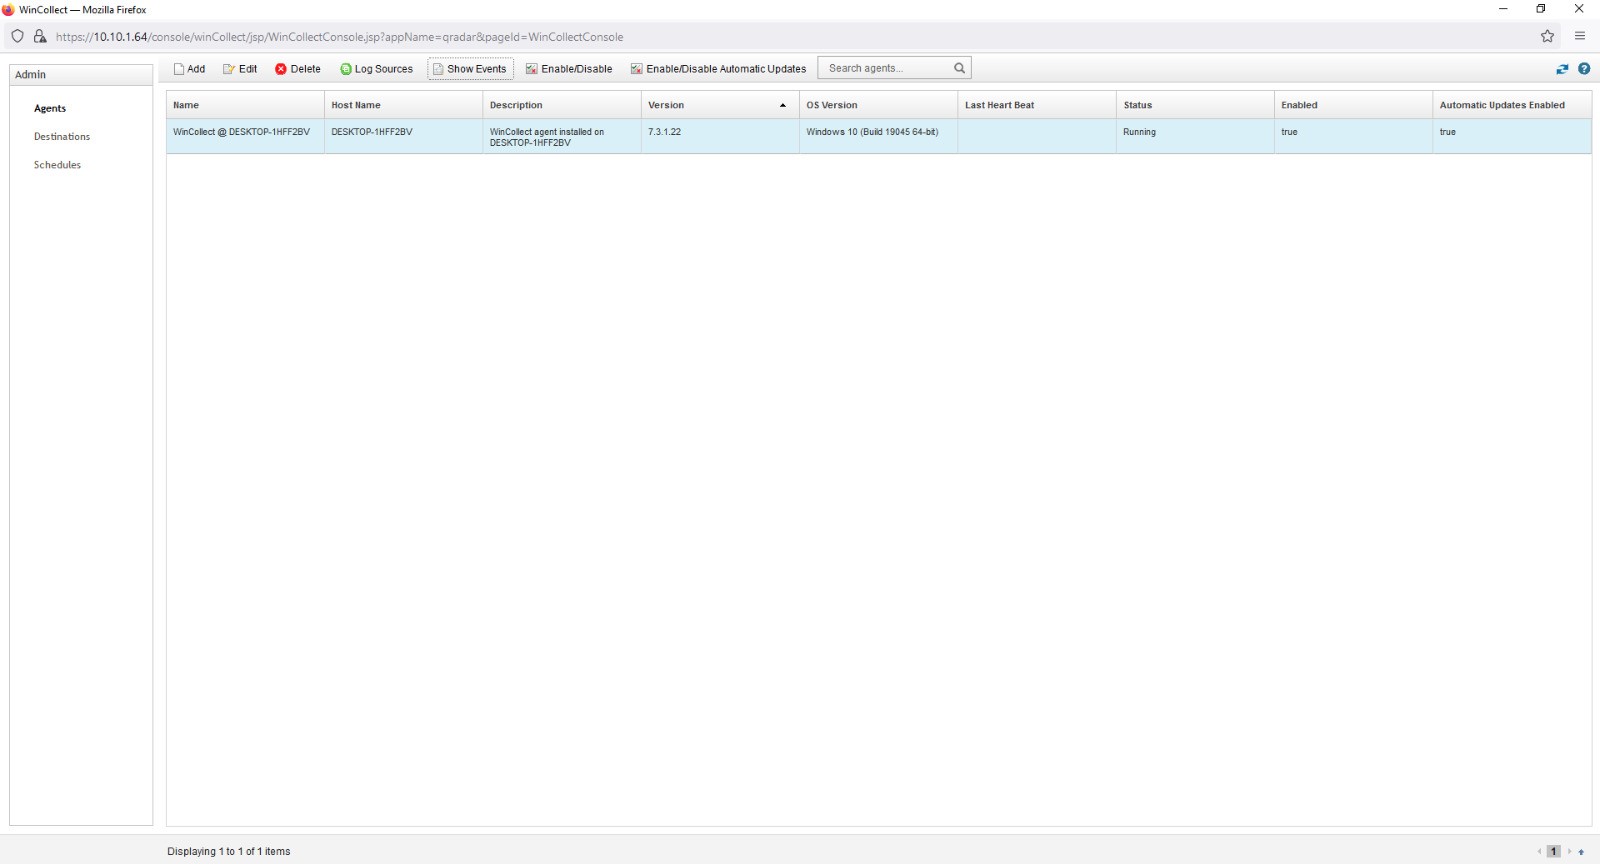 WinCollect — Mozilla Firefox
https://10.10.1.64/console/winCollect/jsp/WinCollectConsole.jsp?appName=qradar&pageId=WinCollectConsole
Admin
Agents
Destinations
Schedules
Add Edit Delete Log Sources Show Events Enable/Disable Enable/Disable Automatic Updates Search agents...
Name Host Name Description Version OS Version Last Heart Beat Status Enabled Automatic Updates Enabled
WinCollect @ DESKTOP-1HFF2BV DESKTOP-1HFF2BV WinCollect agent installed on 7.3.1.22 Windows 10 (Build 19045 64-bit) Running true true
DESKTOP-1HFF2BV
Displaying 1 to 1 of 1 items
1